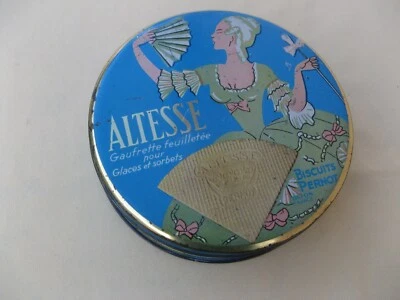 ALTESSE
Gaufrette feuilletée
pour
Glaces et sorbets
BISCUITS
PERNOT